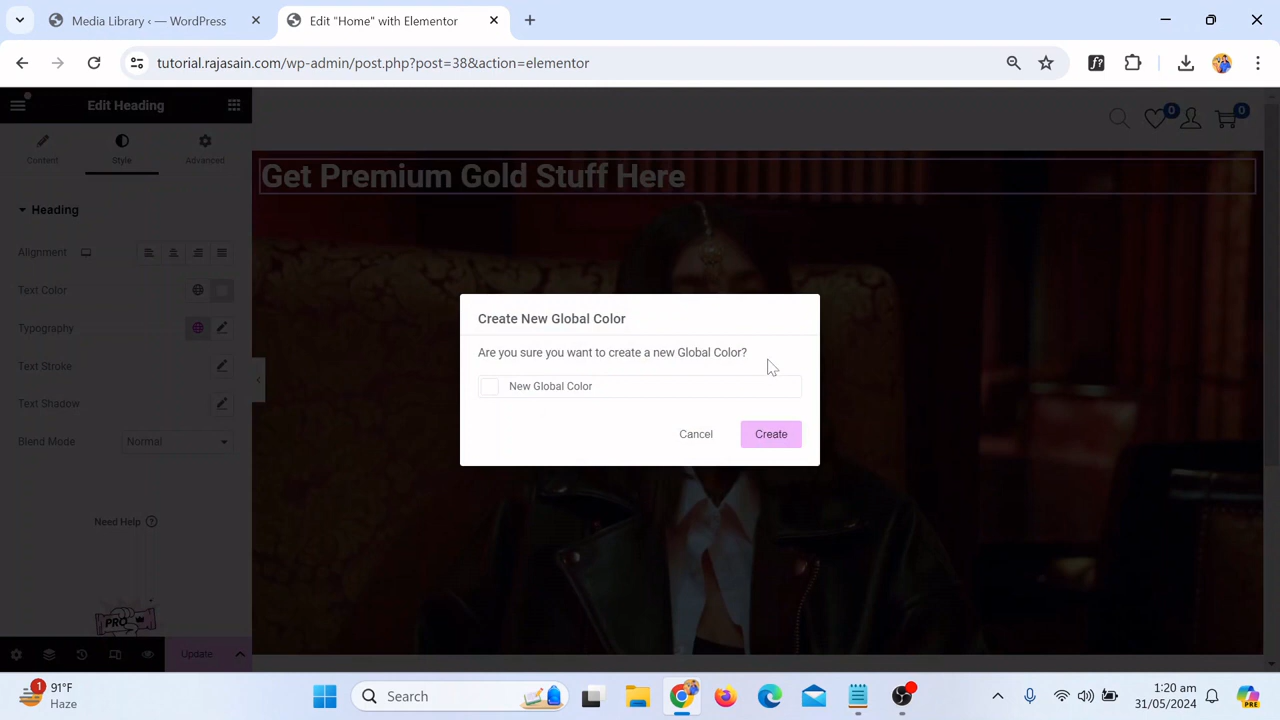 Media Library ‹ — WordPress
Edit "Home" with Elementor
tutorial.rajasain.com/wp-admin/post.php?post=38&action=elementor
Edit Heading
0
0
Content
Style
Advanced
Get Premium Gold Stuff Here
Heading
Alignment
Text Color
Typography
Text Stroke
Text Shadow
Blend Mode
Normal
Create New Global Color
Are you sure you want to create a new Global Color?
New Global Color
Cancel
Create
Need Help
PRO
Update
1
91°F
Haze
Search
1:20 am
31/05/2024
PRE